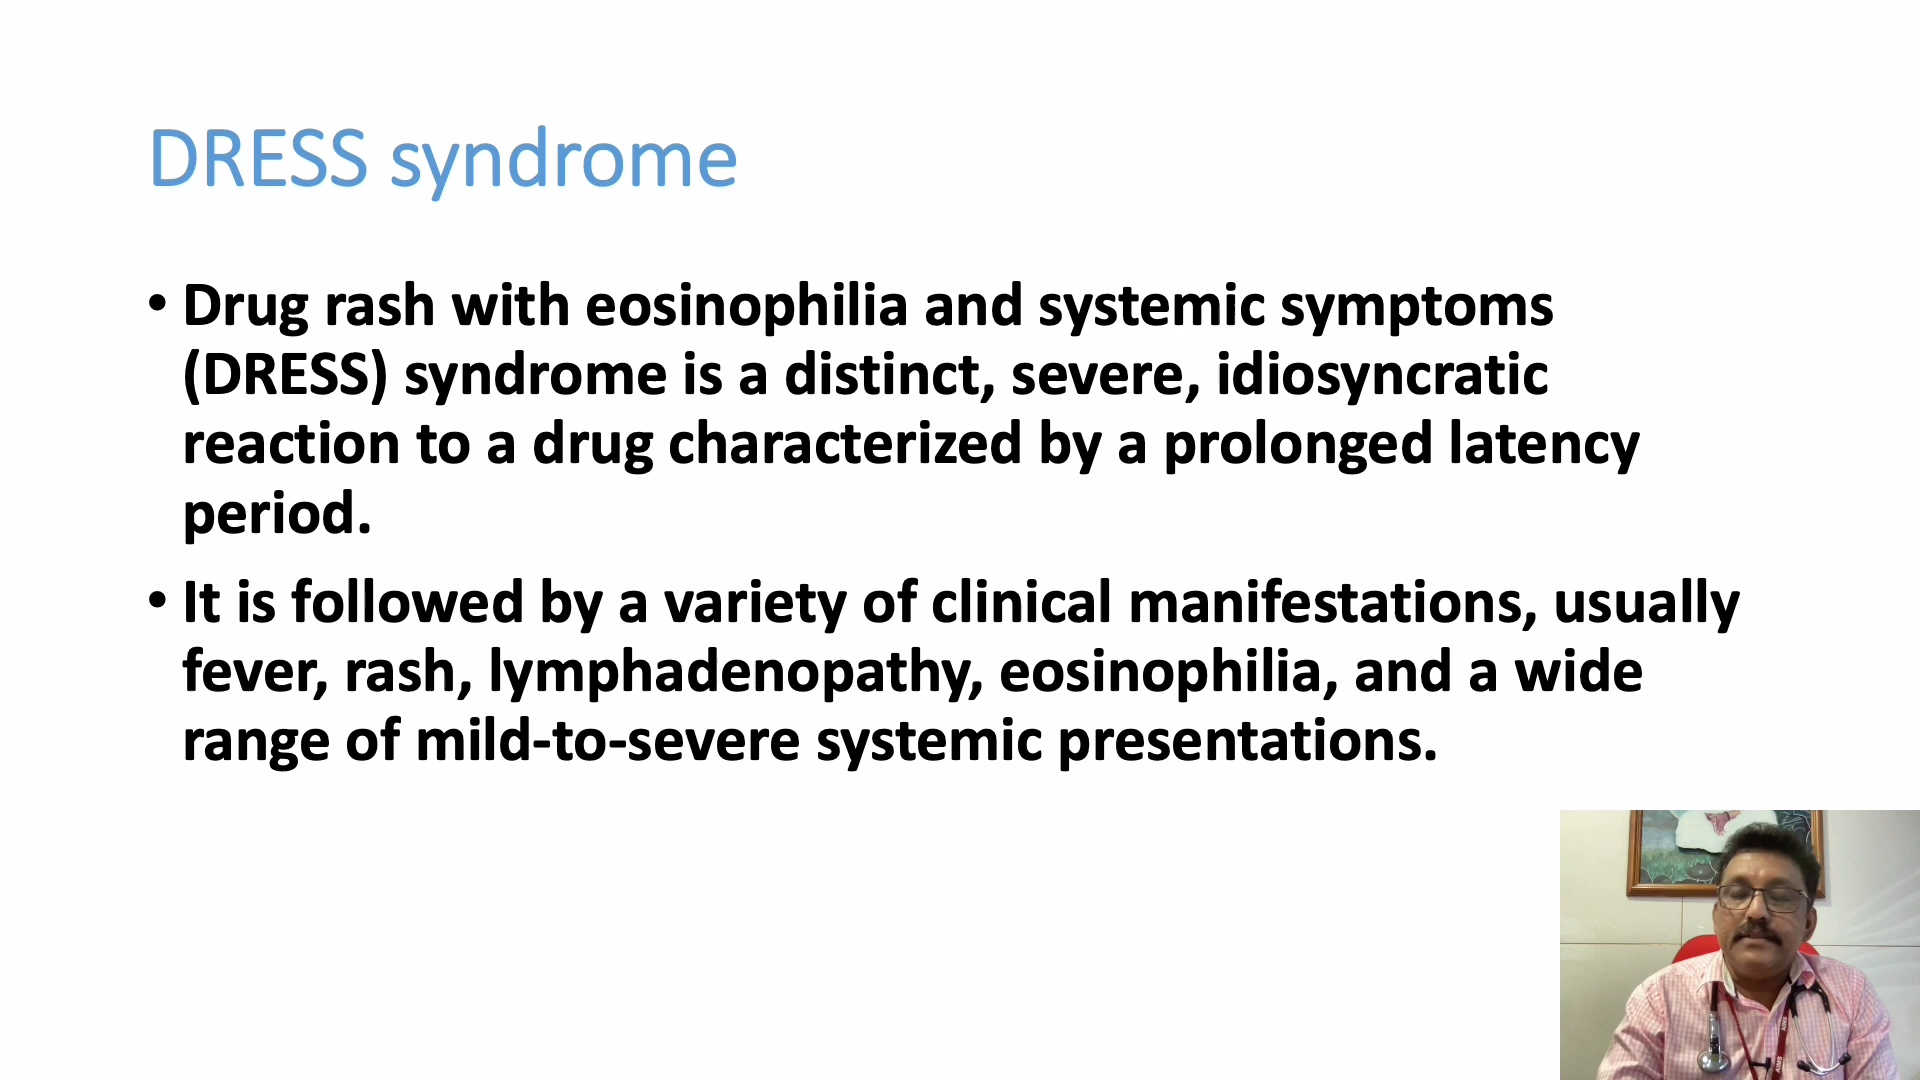 DRESS syndrome
• Drug rash with eosinophilia and systemic symptoms
(DRESS) syndrome is a distinct, severe, idiosyncratic
reaction to a drug characterized by a prolonged latency
period.
• It is followed by a variety of clinical manifestations, usually
fever, rash, lymphadenopathy, eosinophilia, and a wide
range of mild-to-severe systemic presentations.
AIMS
AIMS